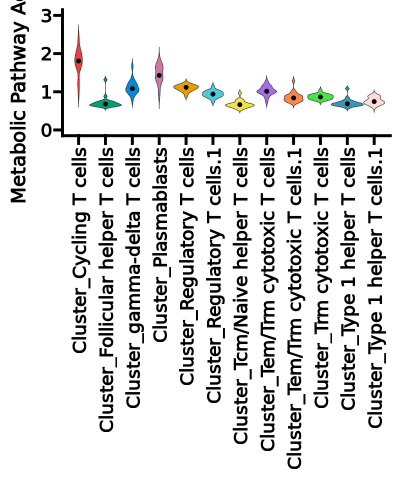 Metabolic Pathway
3
2
1
0
Cluster_Cycling T cells
Cluster_Follicular helper T cells
Cluster_gamma-delta T cells
Cluster_Plasmablasts
Cluster_Regulatory T cells
Cluster_Regulatory T cells.1
Cluster_Tcm/Naive helper T cells
Cluster_Tem/Trm cytotoxic T cells
Cluster_Tem/Trm cytotoxic T cells.1
Cluster_Trm cytotoxic T cells
Cluster_Type 1 helper T cells
Cluster_Type 1 helper T cells.1